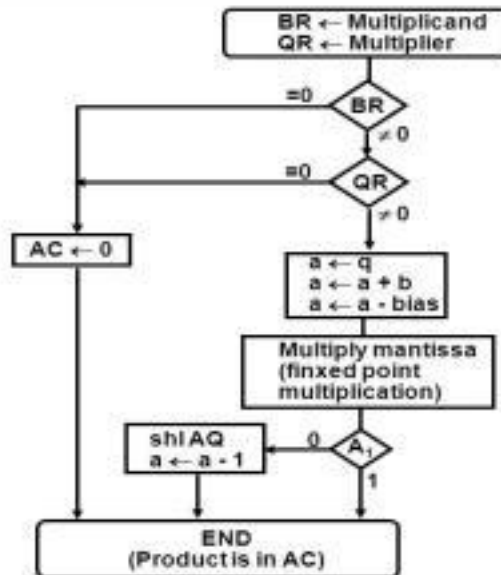 BR ← Multiplicand
QR ← Multiplier
=0
BR
≠ 0
=0
QR
≠ 0
AC ← 0
a ← q
a ← a + b
a ← a - bias
Multiply mantissa
(finxed point
multiplication)
shl AQ
a ← a - 1
0
A₁
1
END
(Product is in AC)